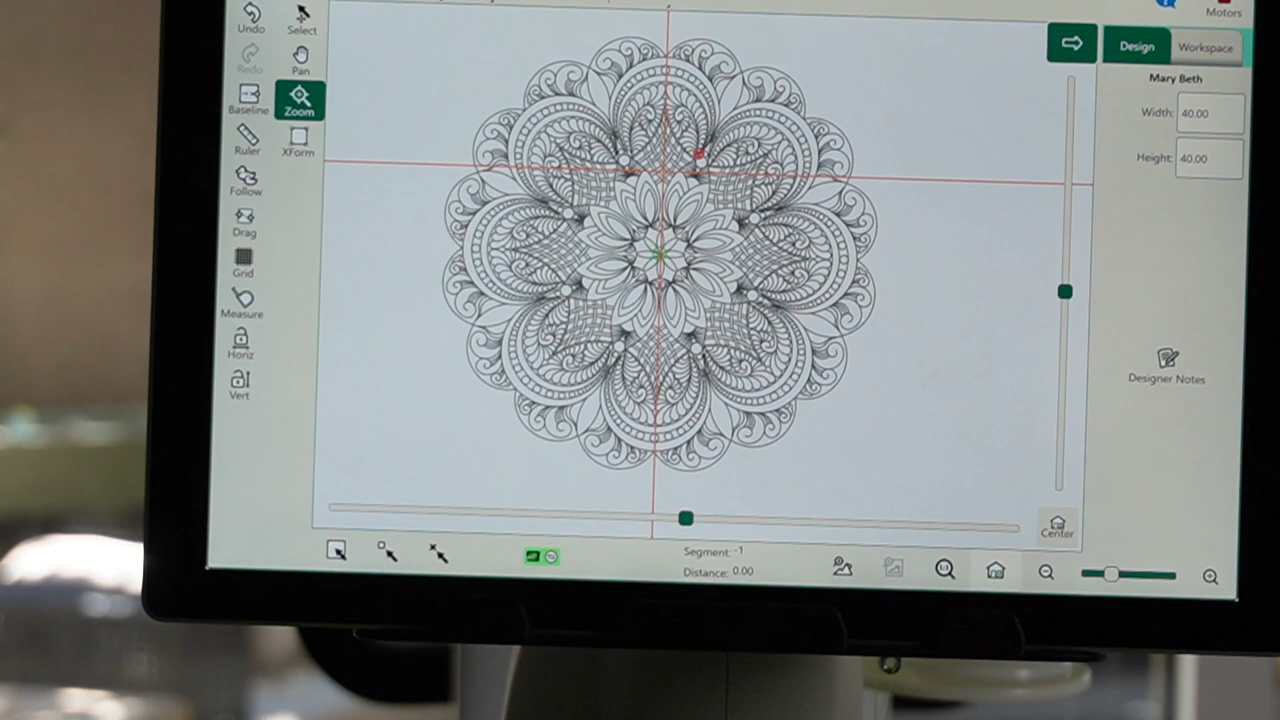 Undo
Select
Motors
Redo
Pan
Baseline
Zoom
Ruler
XForm
Follow
Drag
Grid
Measure
Horiz
Vert
Design
Workspace
Mary Beth
Width: 40.00
Height: 40.00
Designer Notes
Center
Segment: -1
Distance: 0.00